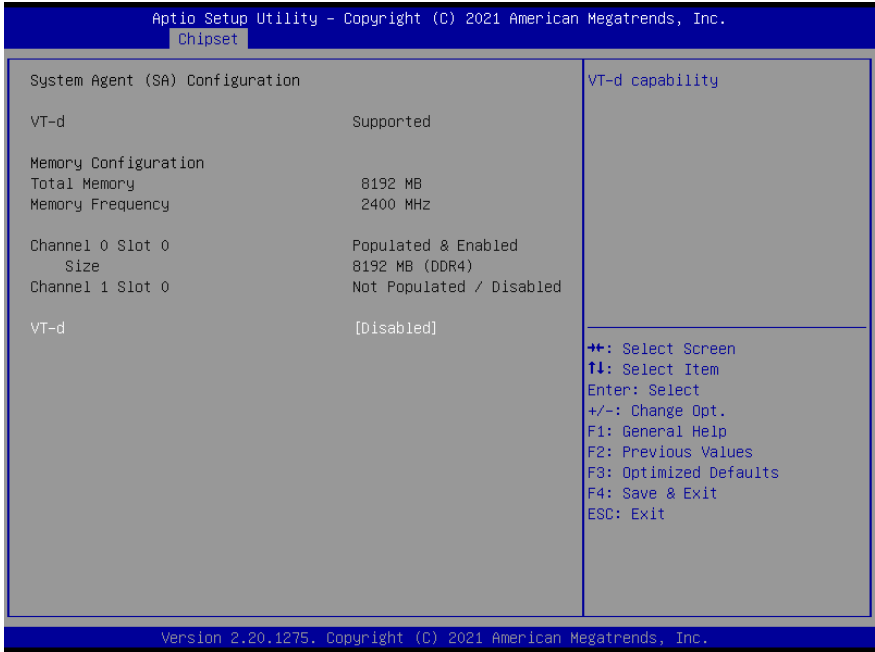 Aptio Setup Utility – Copyright (C) 2021 American Megatrends, Inc.
Chipset
System Agent (SA) Configuration
VT-d Supported
Memory Configuration
Total Memory 8192 MB
Memory Frequency 2400 MHz
Channel 0 Slot 0 Populated & Enabled
Size 8192 MB (DDR4)
Channel 1 Slot 0 Not Populated / Disabled
VT-d [Disabled]
VT-d capability
→←: Select Screen
↑↓: Select Item
Enter: Select
+/-: Change Opt.
F1: General Help
F2: Previous Values
F3: Optimized Defaults
F4: Save & Exit
ESC: Exit
Version 2.20.1275. Copyright (C) 2021 American Megatrends, Inc.